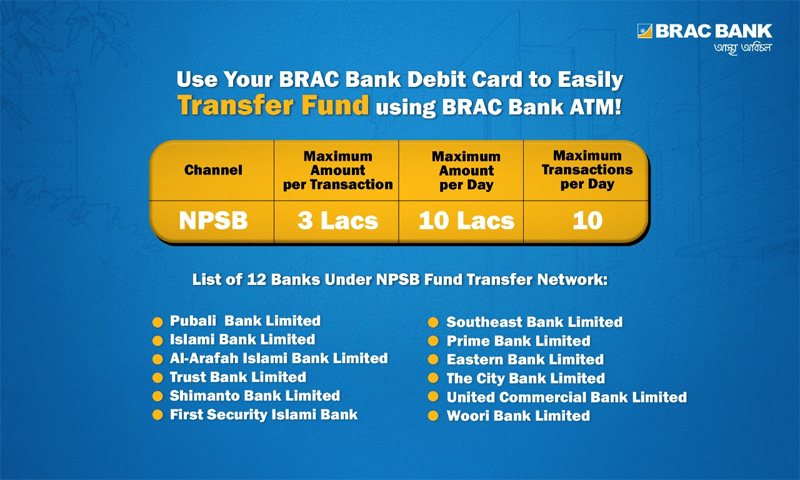 BRAC BANK
আস্থা অবিচল
Use Your BRAC Bank Debit Card to Easily
Transfer Fund using BRAC Bank ATM!
Channel
Maximum
Amount
per Transaction
Maximum
Amount
per Day
Maximum
Transactions
per Day
NPSB
3 Lacs
10 Lacs
10
List of 12 Banks Under NPSB Fund Transfer Network:
Pubali Bank Limited
Islami Bank Limited
Al-Arafah Islami Bank Limited
Trust Bank Limited
Shimanto Bank Limited
First Security Islami Bank
Southeast Bank Limited
Prime Bank Limited
Eastern Bank Limited
The City Bank Limited
United Commercial Bank Limited
Woori Bank Limited